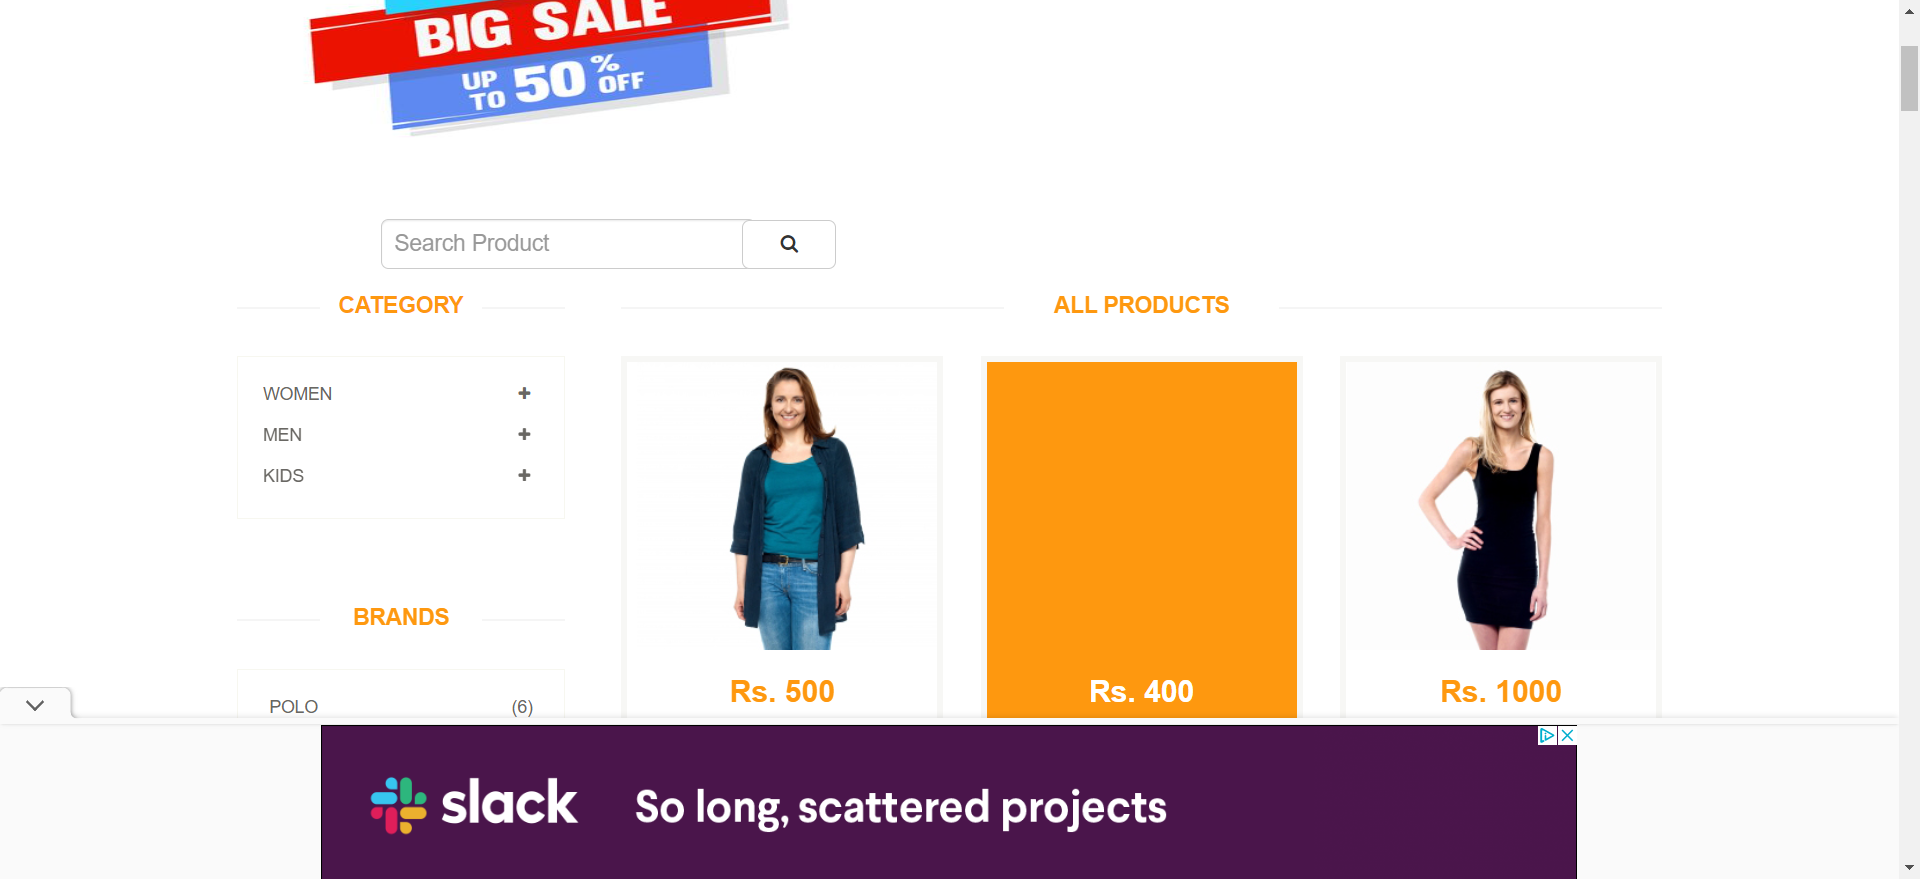 BIG SALE
UP TO 50% OFF
Search Product
CATEGORY
ALL PRODUCTS
WOMEN
MEN
KIDS
BRANDS
Rs. 500
Rs. 400
Rs. 1000
POLO (6)
slack
So long, scattered projects